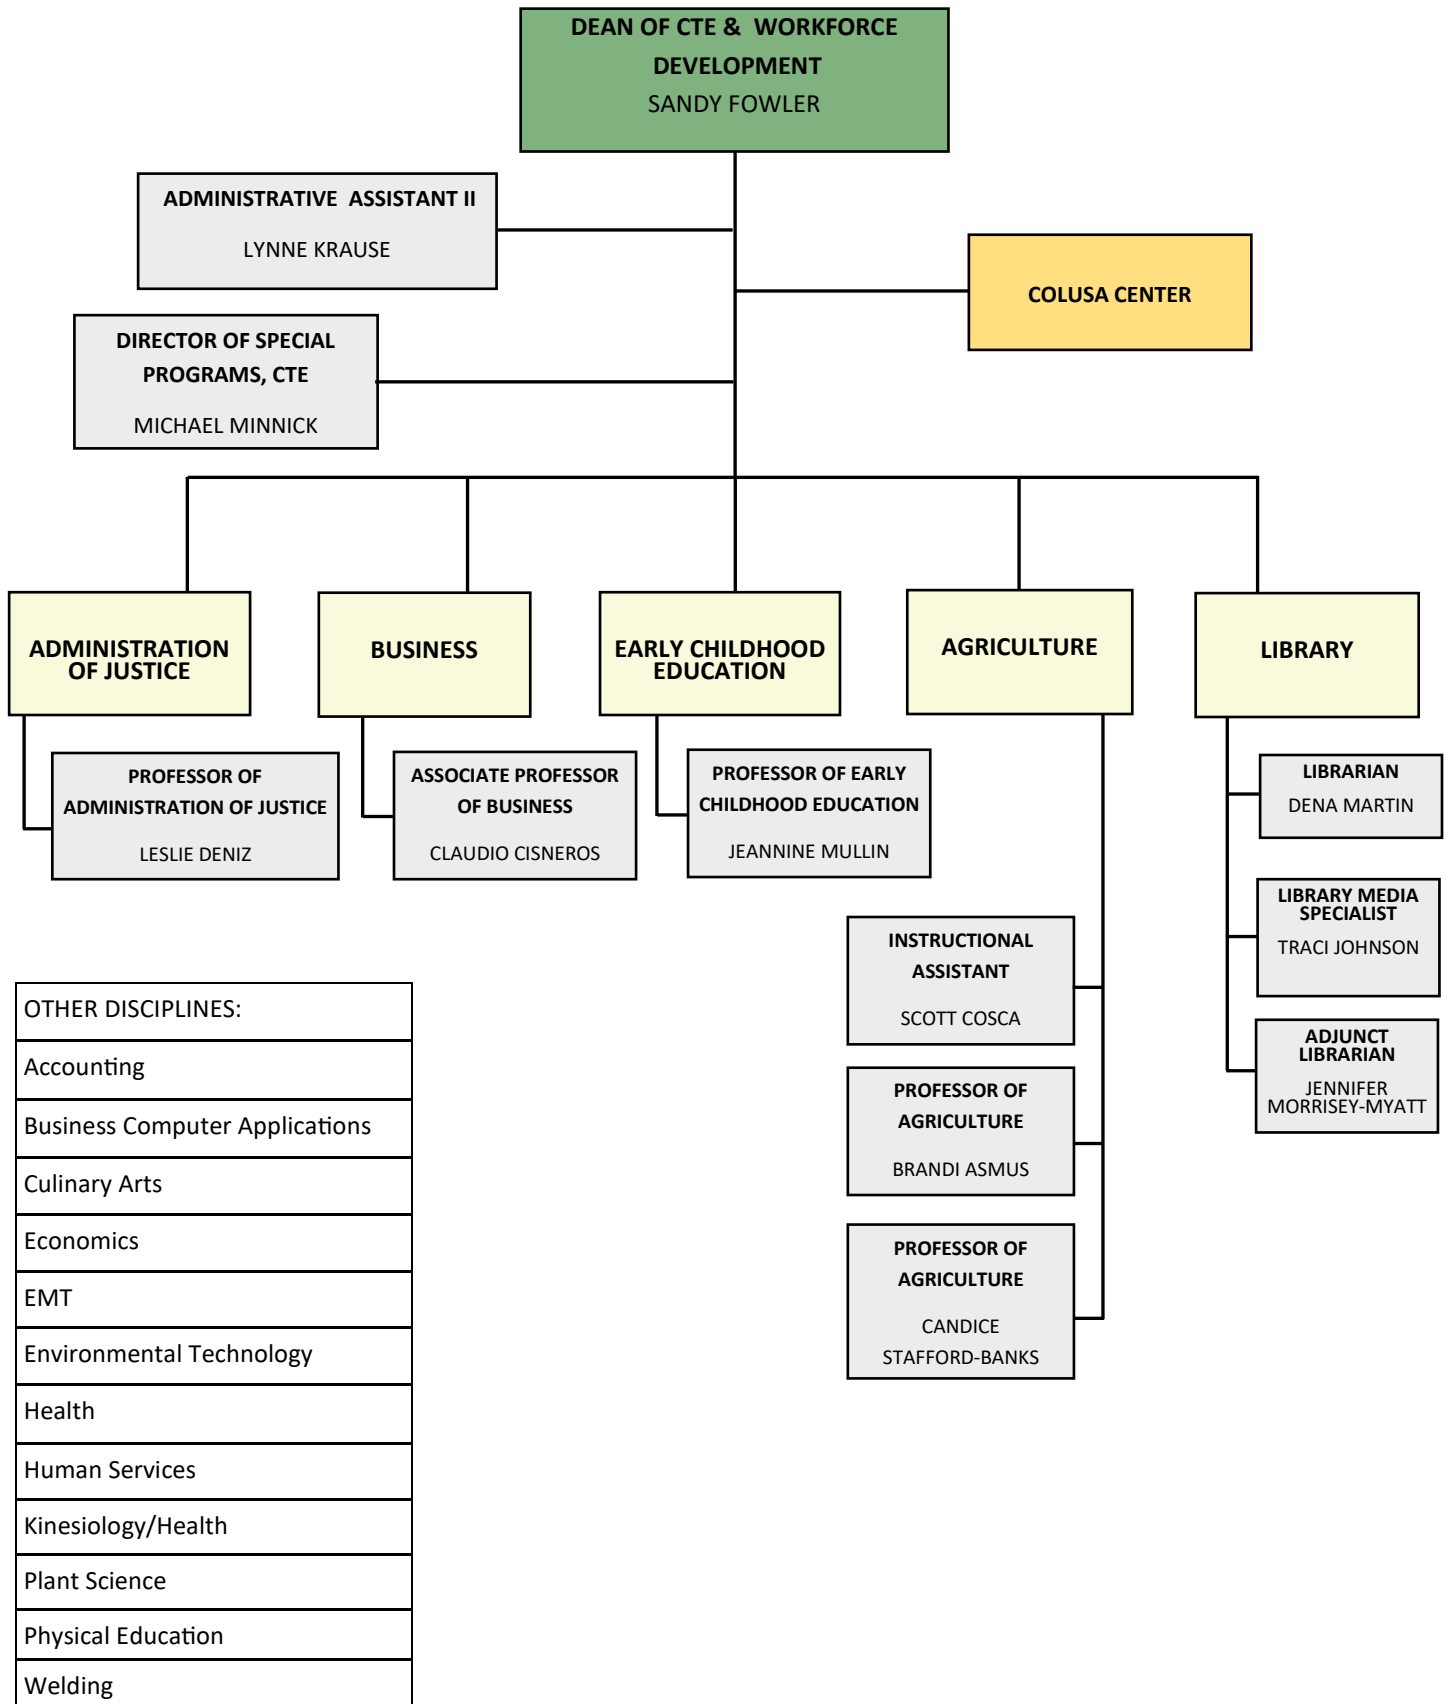 DEAN OF CTE & WORKFORCE
DEVELOPMENT
SANDY FOWLER
ADMINISTRATIVE ASSISTANT II
LYNNE KRAUSE
COLUSA CENTER
DIRECTOR OF SPECIAL
PROGRAMS, CTE
MICHAEL MINNICK
ADMINISTRATION
OF JUSTICE
BUSINESS
EARLY CHILDHOOD
EDUCATION
AGRICULTURE
LIBRARY
PROFESSOR OF
ADMINISTRATION OF JUSTICE
LESLIE DENIZ
ASSOCIATE PROFESSOR
OF BUSINESS
CLAUDIO CISNEROS
PROFESSOR OF EARLY
CHILDHOOD EDUCATION
JEANNINE MULLIN
INSTRUCTIONAL
ASSISTANT
SCOTT COSCA
PROFESSOR OF
AGRICULTURE
BRANDI ASMUS
PROFESSOR OF
AGRICULTURE
CANDICE
STAFFORD-BANKS
LIBRARIAN
DENA MARTIN
LIBRARY MEDIA
SPECIALIST
TRACI JOHNSON
ADJUNCT
LIBRARIAN
JENNIFER
MORRISEY-MYATT
OTHER DISCIPLINES:
Accounting
Business Computer Applications
Culinary Arts
Economics
EMT
Environmental Technology
Health
Human Services
Kinesiology/Health
Plant Science
Physical Education
Welding